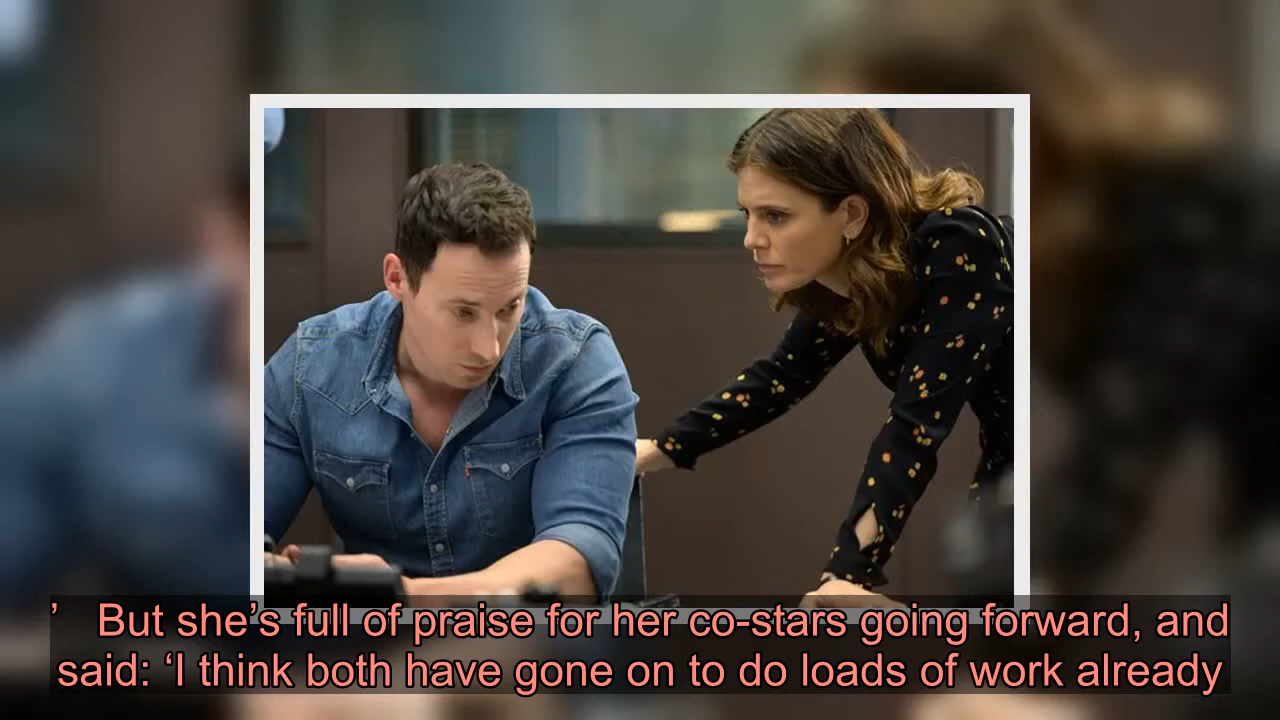 ’ But she’s full of praise for her co-stars going forward, and
said: ‘I think both have gone on to do loads of work already